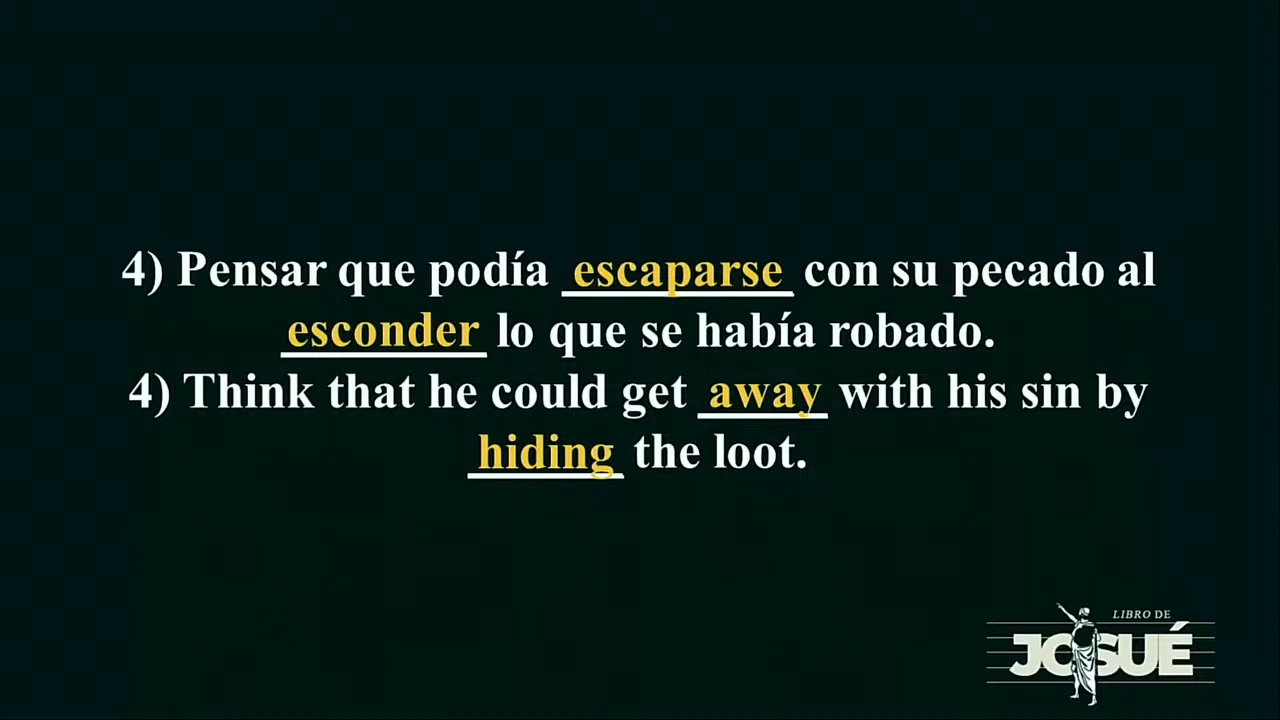 4) Pensar que podía escaparse con su pecado al
esconder lo que se había robado.
4) Think that he could get away with his sin by
hiding the loot.
LIBRO DE
JOSUÉ